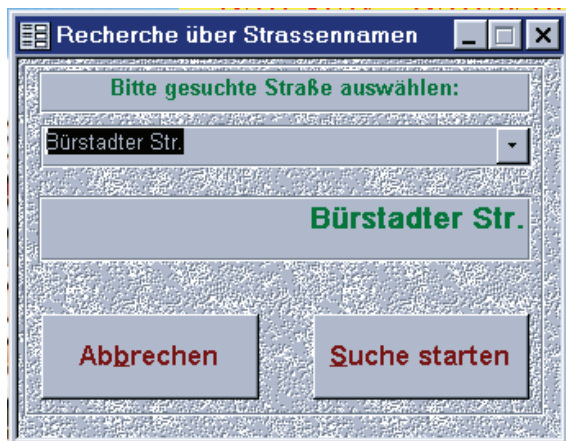 Recherche über Strassennamen
Bitte gesuchte Straße auswählen:
Bürstadter Str.
Bürstadter Str.
Abbrechen
Suche starten